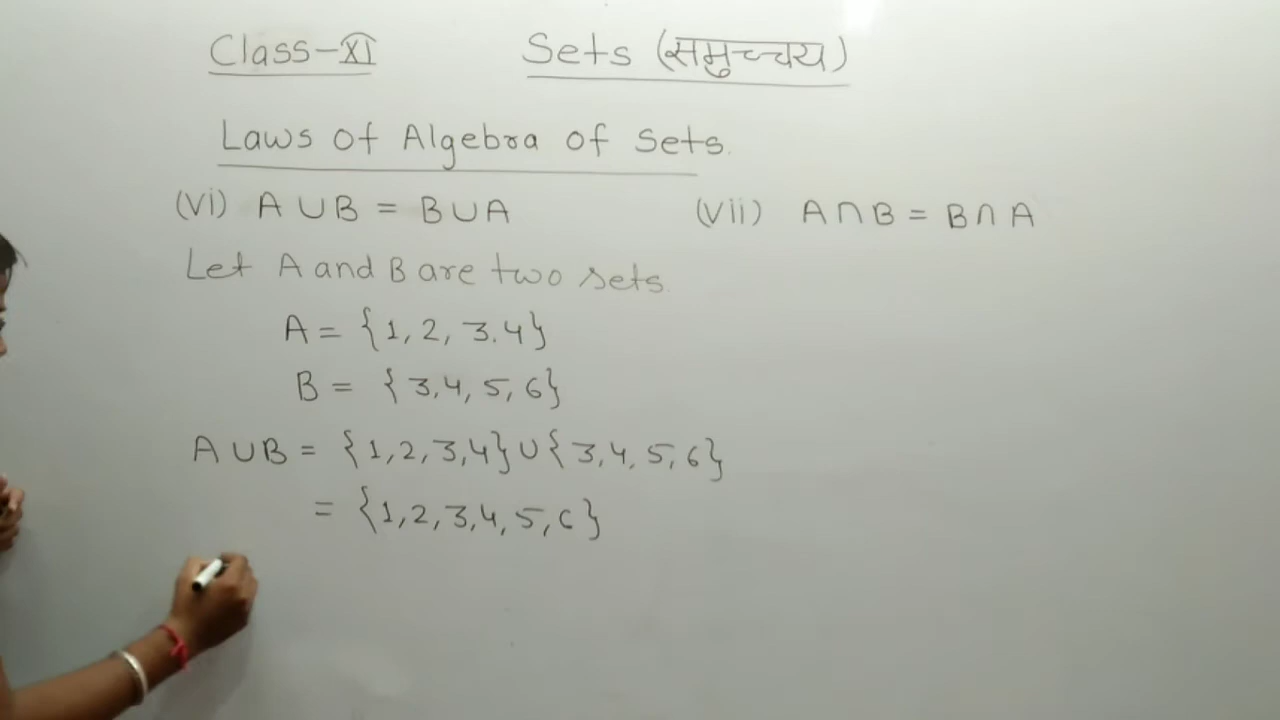 Class-XI
Sets (समुच्चय)
Laws of Algebra of Sets.
(vi) A ∪ B = B ∪ A
(vii) A ∩ B = B ∩ A
Let A and B are two sets.
A = {1, 2, 3.4}
B = {3,4, 5, 6}
A ∪ B = {1,2,3,4} ∪ {3,4,5,6}
= {1,2,3,4,5,6}